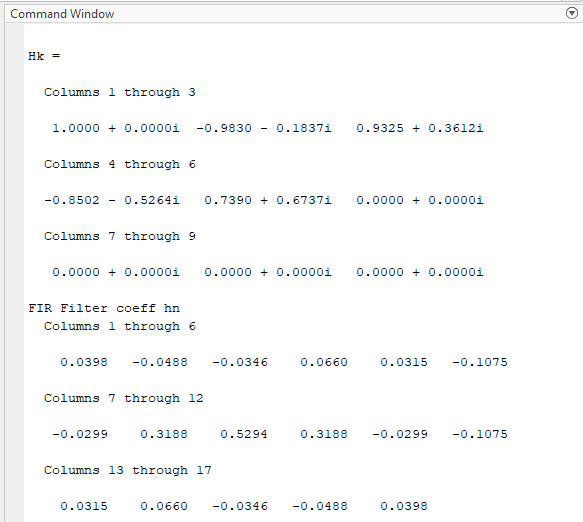 Command Window
Hk =
Columns 1 through 3
1.0000 + 0.0000i -0.9830 - 0.1837i 0.9325 + 0.3612i
Columns 4 through 6
-0.8502 - 0.5264i 0.7390 + 0.6737i 0.0000 + 0.0000i
Columns 7 through 9
0.0000 + 0.0000i 0.0000 + 0.0000i 0.0000 + 0.0000i
FIR Filter coeff hn
Columns 1 through 6
0.0398 -0.0488 -0.0346 0.0660 0.0315 -0.1075
Columns 7 through 12
-0.0299 0.3188 0.5294 0.3188 -0.0299 -0.1075
Columns 13 through 17
0.0315 0.0660 -0.0346 -0.0488 0.0398